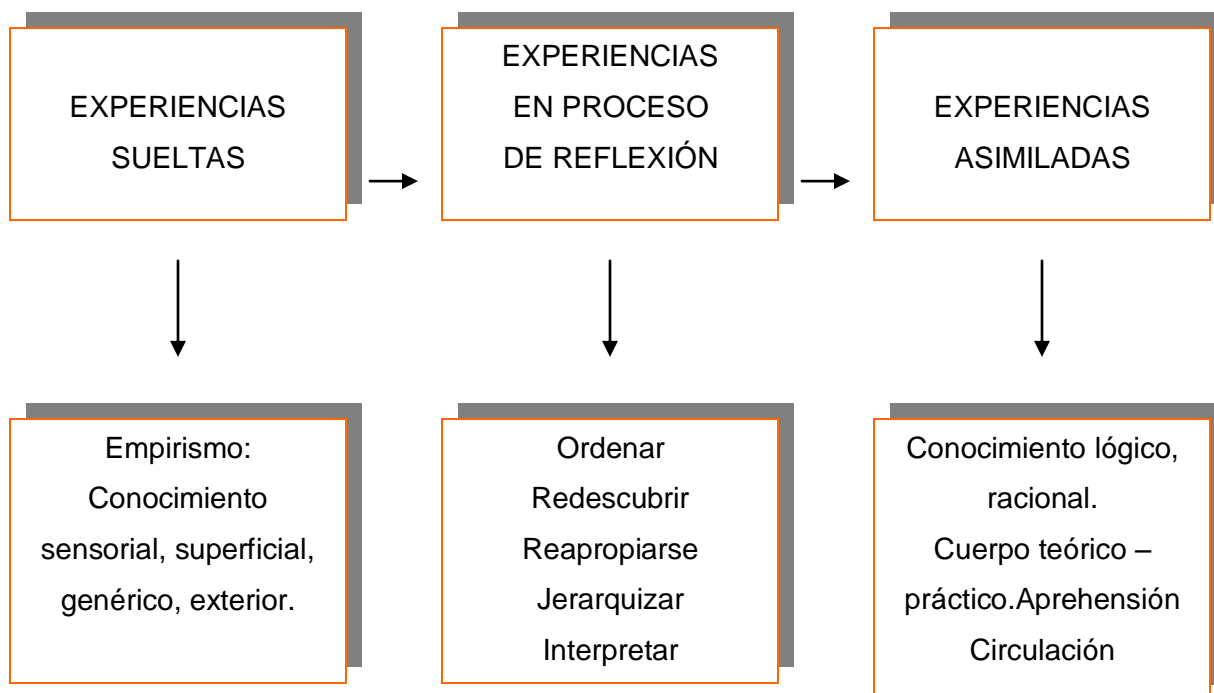 EXPERIENCIAS
SUELTAS
EXPERIENCIAS
EN PROCESO
DE REFLEXIÓN
EXPERIENCIAS
ASIMILADAS
Empirismo:
Conocimiento
sensorial, superficial,
genérico, exterior.
Ordenar
Redescubrir
Reapropiarse
Jerarquizar
Interpretar
Conocimiento lógico,
racional.
Cuerpo teórico –
práctico.Aprehensión
Circulación